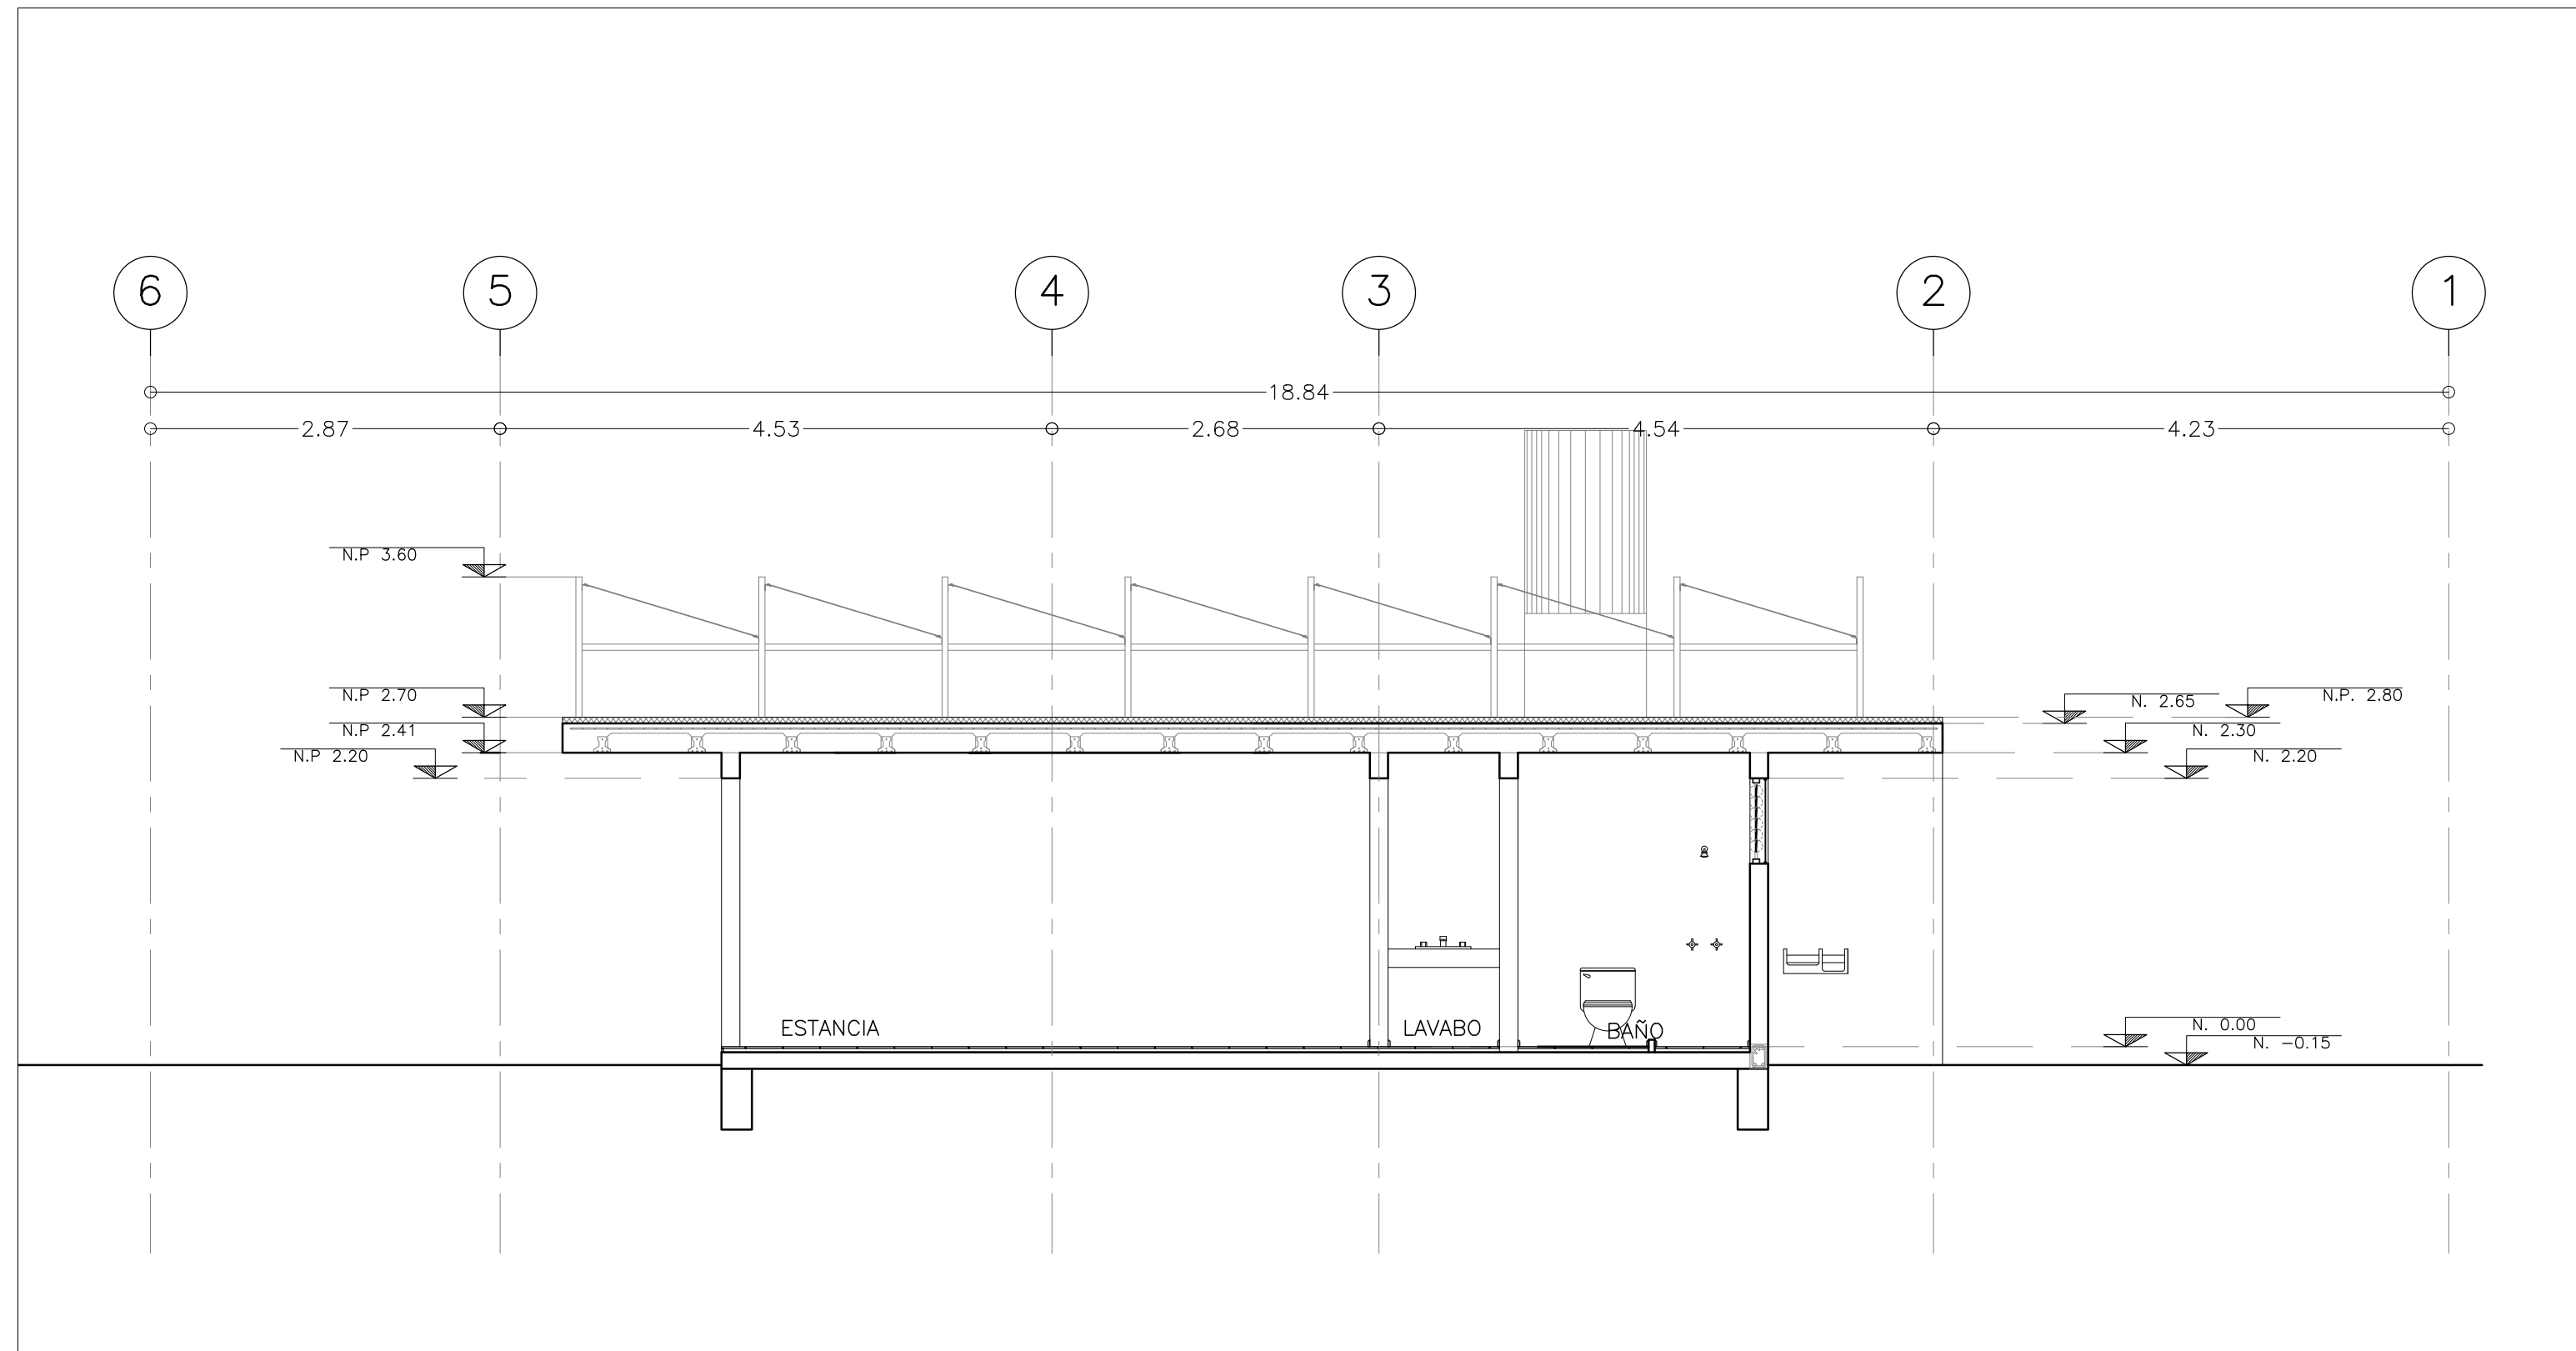 6 5 4 3 2 1
18.84
2.87 4.53 2.68 4.54 4.23
N.P 3.60
N.P 2.70
N.P 2.41
N.P 2.20
N. 2.65
N.P. 2.80
N. 2.30
N. 2.20
ESTANCIA
LAVABO
BAÑO
N. 0.00
N. -0.15